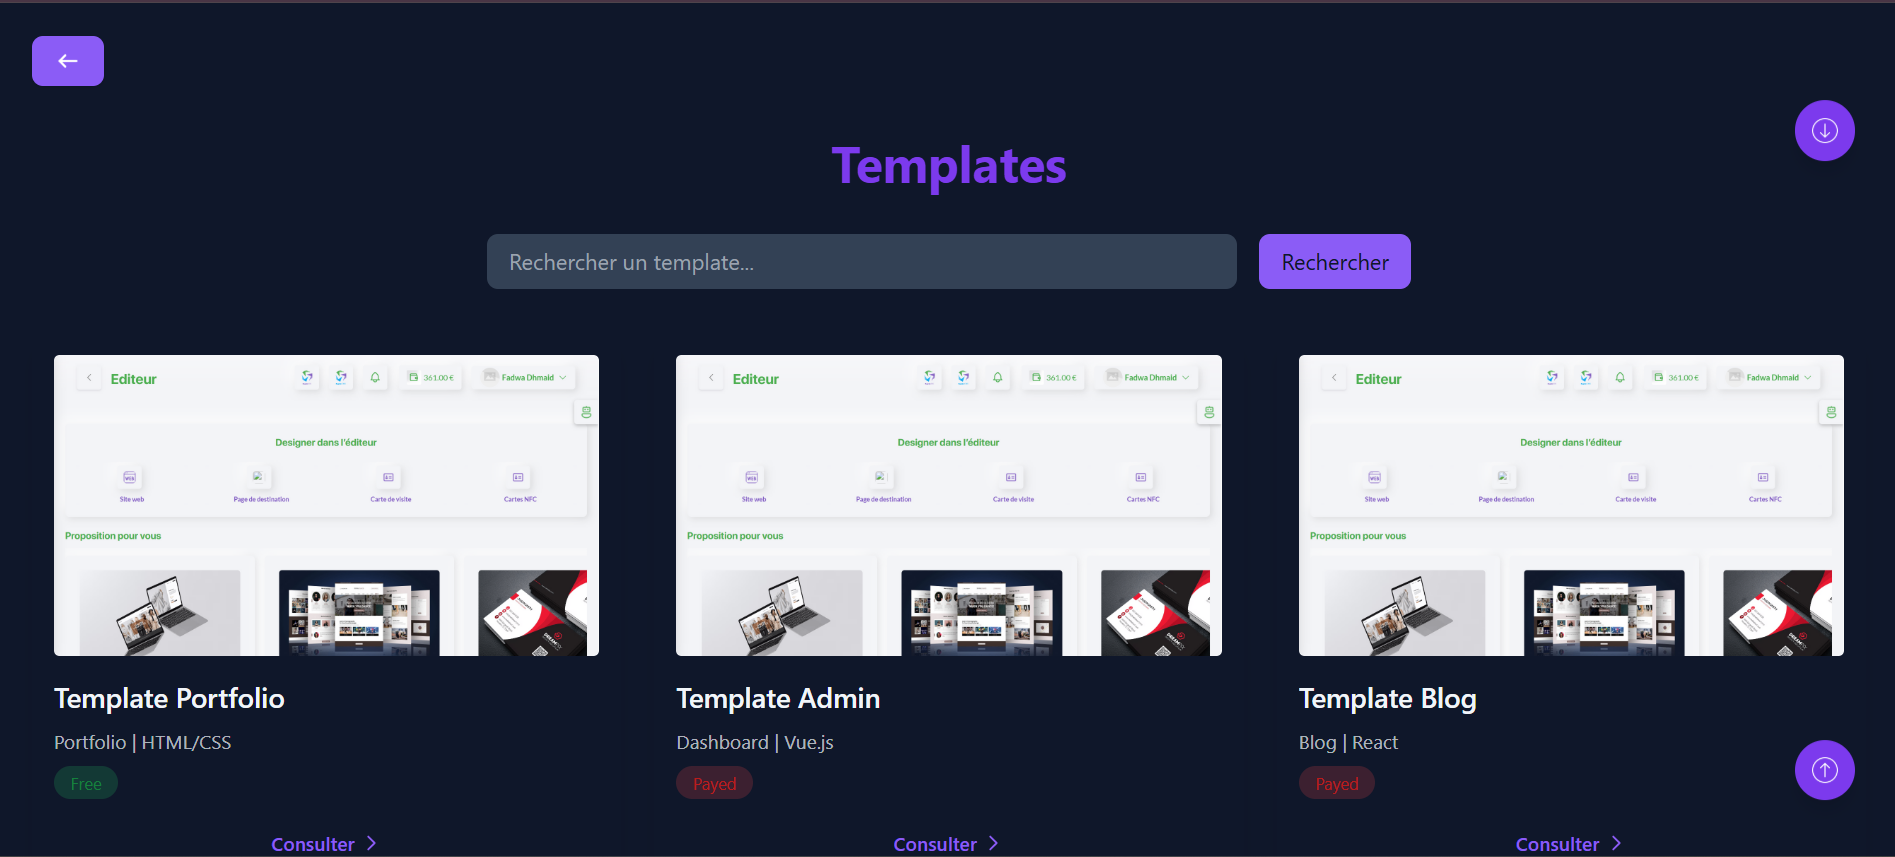 Templates
Rechercher un template...
Rechercher
Editeur
361.00 €
Fadwa Dhmaid
Designer dans l'éditeur
Site web
Page de destination
Carte de visite
Cartes NFC
Proposition pour vous
Editeur
361.00 €
Fadwa Dhmaid
Designer dans l'éditeur
Site web
Page de destination
Carte de visite
Cartes NFC
Proposition pour vous
Editeur
361.00 €
Fadwa Dhmaid
Designer dans l'éditeur
Site web
Page de destination
Carte de visite
Cartes NFC
Proposition pour vous
Template Portfolio
Portfolio | HTML/CSS
Free
Consulter
Template Admin
Dashboard | Vue.js
Payed
Consulter
Template Blog
Blog | React
Payed
Consulter